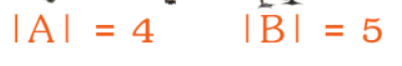 |A| = 4 |B| = 5